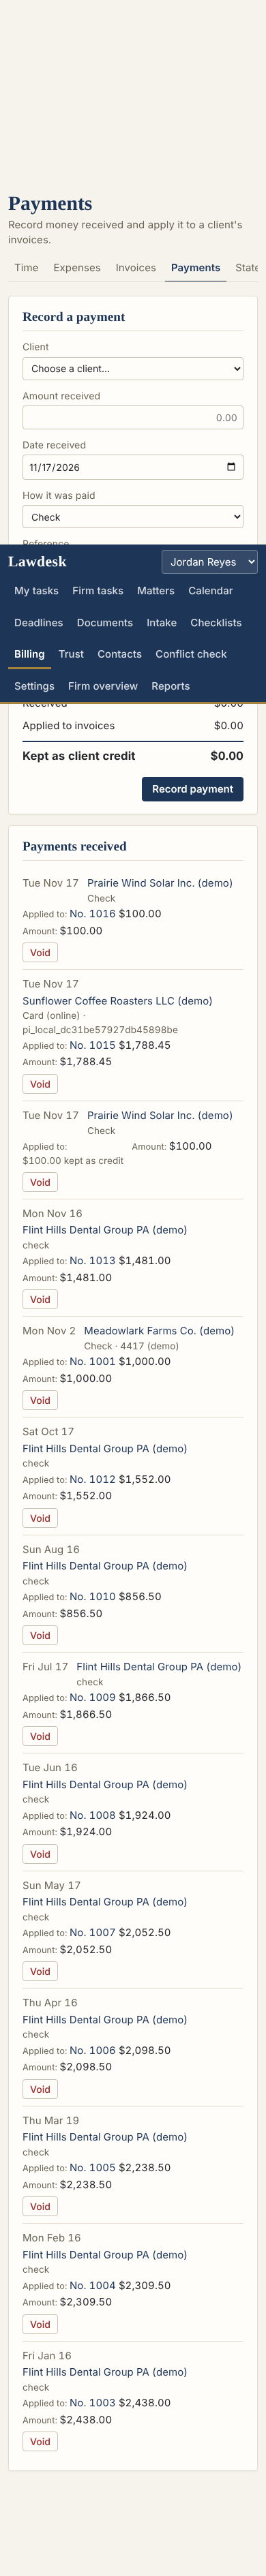 Payments
Record money received and apply it to a client's
invoices.
Time Expenses Invoices Payments State
Record a payment
Client
Choose a client...
Amount received
0.00
Date received
11/17/2026
How it was paid
Check
Reference
Lawdesk Jordan Reyes
My tasks Firm tasks Matters Calendar
Deadlines Documents Intake Checklists
Billing Trust Contacts Conflict check
Settings Firm overview Reports
Received $0.00
Applied to invoices $0.00
Kept as client credit $0.00
Record payment
Payments received
Tue Nov 17 Prairie Wind Solar Inc. (demo)
Check
Applied to: No. 1016 $100.00
Amount: $100.00
Void
Tue Nov 17
Sunflower Coffee Roasters LLC (demo)
Card (online) ·
pi_local_dc31be57927db45898be
Applied to: No. 1015 $1,788.45
Amount: $1,788.45
Void
Tue Nov 17 Prairie Wind Solar Inc. (demo)
Check
Applied to: Amount: $100.00
$100.00 kept as credit
Void
Mon Nov 16
Flint Hills Dental Group PA (demo)
check
Applied to: No. 1013 $1,481.00
Amount: $1,481.00
Void
Mon Nov 2 Meadowlark Farms Co. (demo)
Check · 4417 (demo)
Applied to: No. 1001 $1,000.00
Amount: $1,000.00
Void
Sat Oct 17
Flint Hills Dental Group PA (demo)
check
Applied to: No. 1012 $1,552.00
Amount: $1,552.00
Void
Sun Aug 16
Flint Hills Dental Group PA (demo)
check
Applied to: No. 1010 $856.50
Amount: $856.50
Void
Fri Jul 17 Flint Hills Dental Group PA (demo)
check
Applied to: No. 1009 $1,866.50
Amount: $1,866.50
Void
Tue Jun 16
Flint Hills Dental Group PA (demo)
check
Applied to: No. 1008 $1,924.00
Amount: $1,924.00
Void
Sun May 17
Flint Hills Dental Group PA (demo)
check
Applied to: No. 1007 $2,052.50
Amount: $2,052.50
Void
Thu Apr 16
Flint Hills Dental Group PA (demo)
check
Applied to: No. 1006 $2,098.50
Amount: $2,098.50
Void
Thu Mar 19
Flint Hills Dental Group PA (demo)
check
Applied to: No. 1005 $2,238.50
Amount: $2,238.50
Void
Mon Feb 16
Flint Hills Dental Group PA (demo)
check
Applied to: No. 1004 $2,309.50
Amount: $2,309.50
Void
Fri Jan 16
Flint Hills Dental Group PA (demo)
check
Applied to: No. 1003 $2,438.00
Amount: $2,438.00
Void